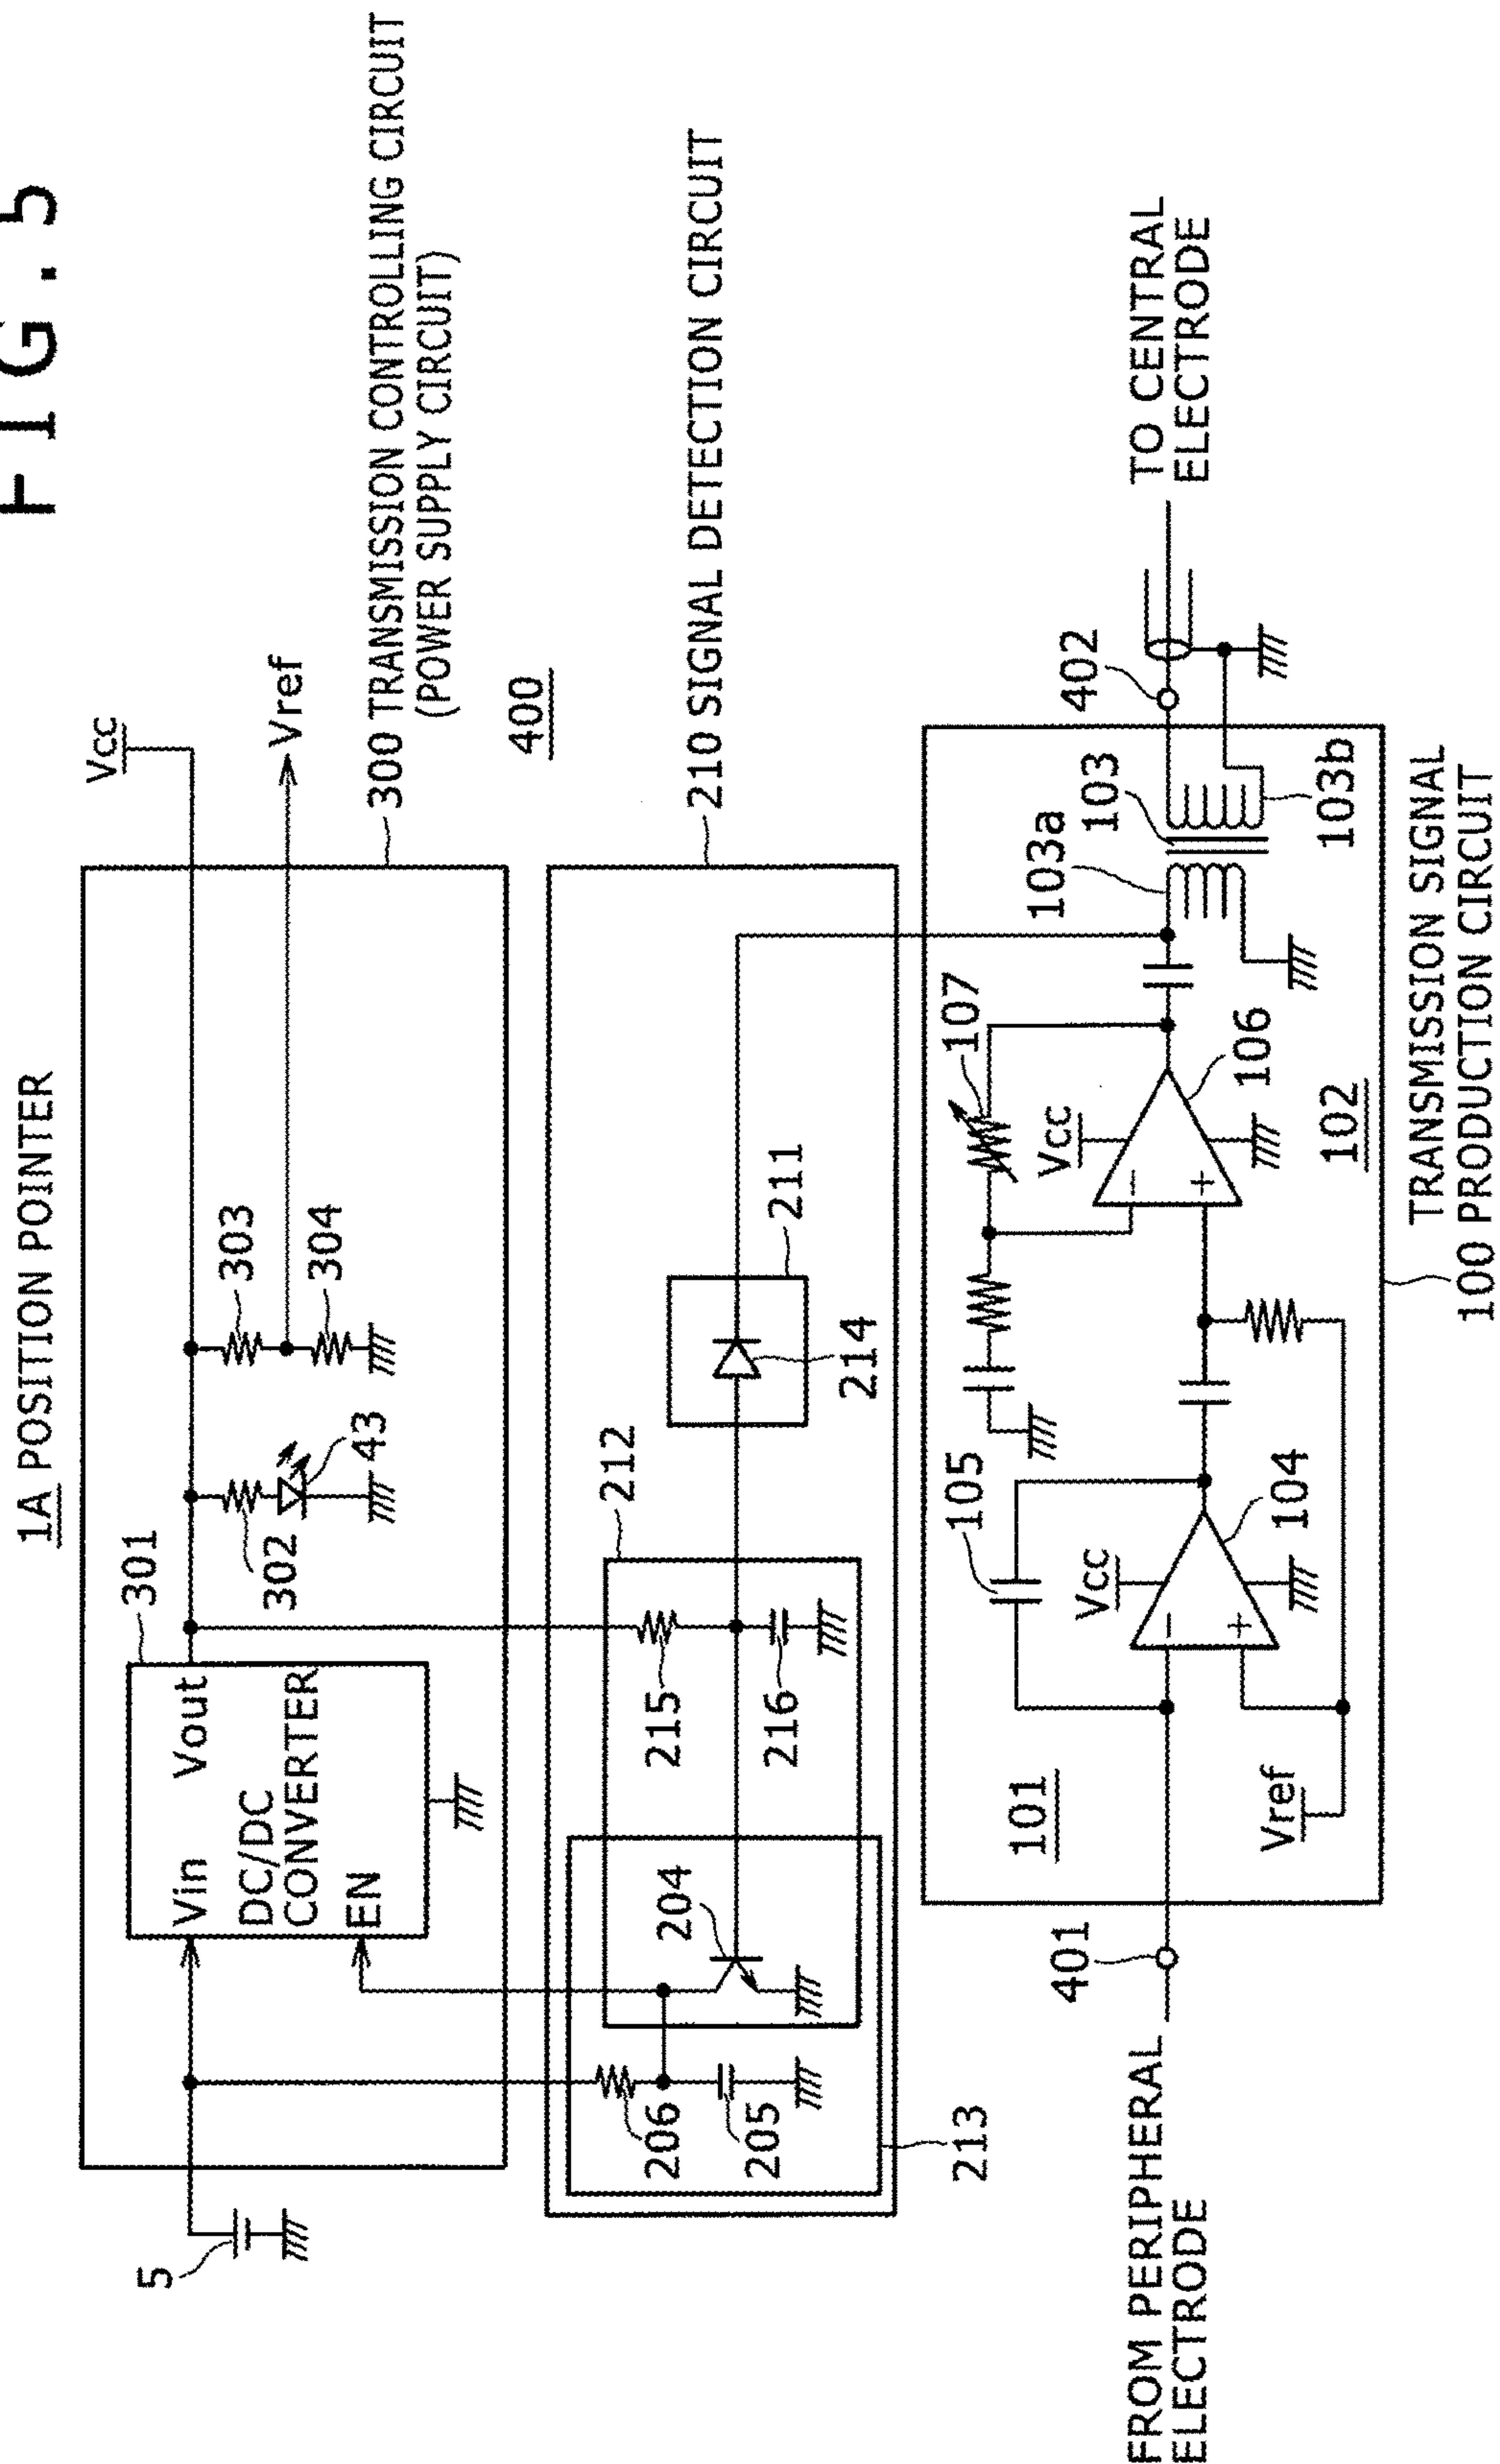 FIG. 5
1A POSITION POINTER
301
Vin
Vout
DC/DC
CONVERTER
EN
5
302
43
303
304
Vcc
Vref
300 TRANSMISSION CONTROLLING CIRCUIT
(POWER SUPPLY CIRCUIT)
400
206
205
204
213
215
216
212
211
214
210 SIGNAL DETECTION CIRCUIT
FROM PERIPHERAL
ELECTRODE
401
101
Vref
105
Vcc
−
+
104
107
Vcc
−
+
106
102
103a
103
103b
402
TO CENTRAL
ELECTRODE
TRANSMISSION SIGNAL
100 PRODUCTION CIRCUIT